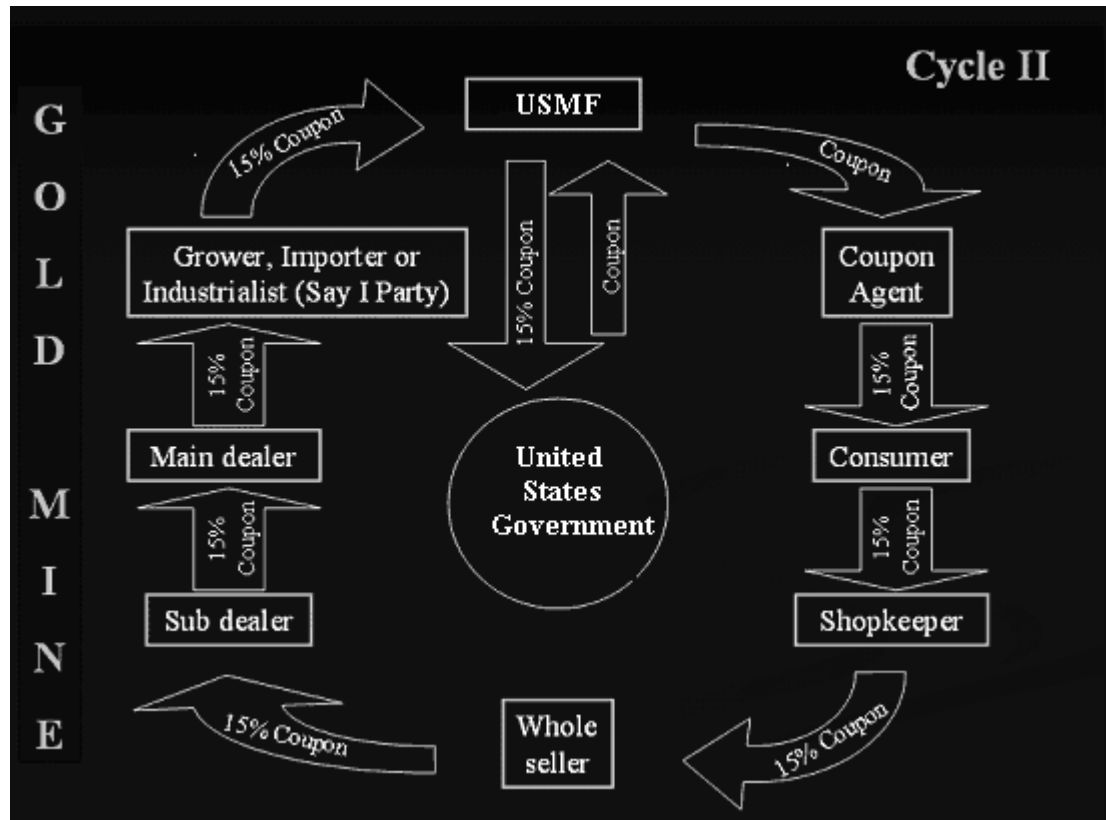 Cycle II
GOLD MINE
USMF
15% Coupon
Coupon
15% Coupon
Coupon
Grower, Importer or
Industrialist (Say I Party)
Coupon
Agent
15%
Coupon
15%
Coupon
Main dealer
United
States
Government
Consumer
15%
Coupon
15%
Coupon
Sub dealer
Shopkeeper
15% Coupon
Whole
seller
15% Coupon